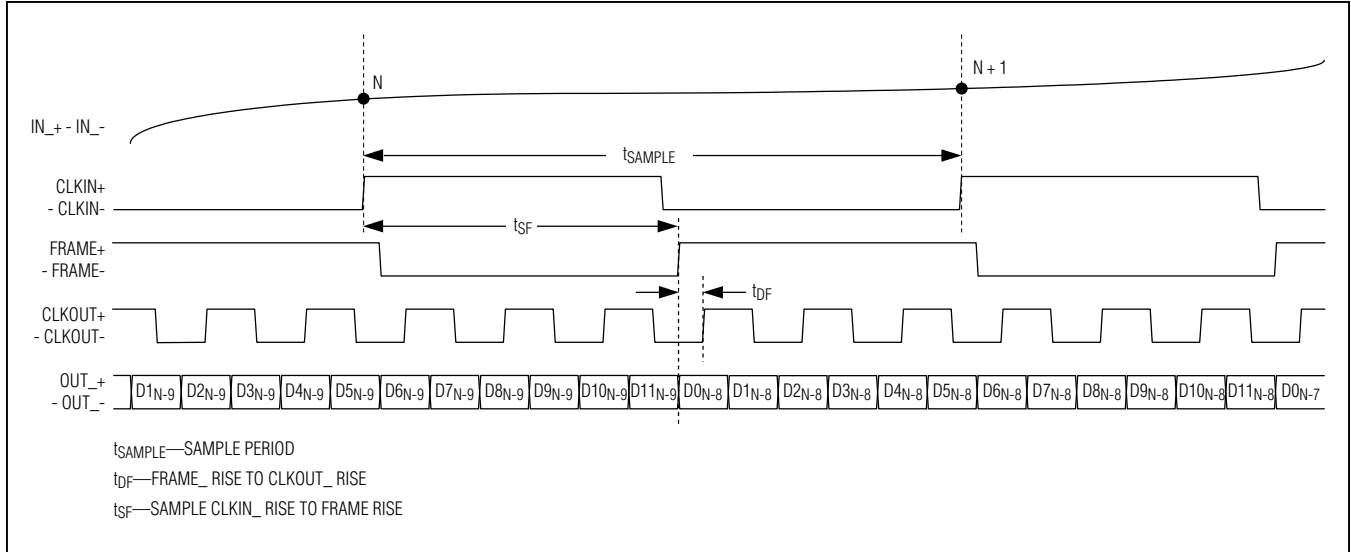 N
N + 1
IN_+ - IN_-
tSAMPLE
CLKIN+
- CLKIN-
tSF
FRAME+
- FRAME-
tDF
CLKOUT+
- CLKOUT-
OUT_+
- OUT_-
D1N-9 D2N-9 D3N-9 D4N-9 D5N-9 D6N-9 D7N-9 D8N-9 D9N-9 D10N-9 D11N-9 D0N-8 D1N-8 D2N-8 D3N-8 D4N-8 D5N-8 D6N-8 D7N-8 D8N-8 D9N-8 D10N-8 D11N-8 D0N-7
tSAMPLE—SAMPLE PERIOD
tDF—FRAME_ RISE TO CLKOUT_ RISE
tSF—SAMPLE CLKIN_ RISE TO FRAME RISE